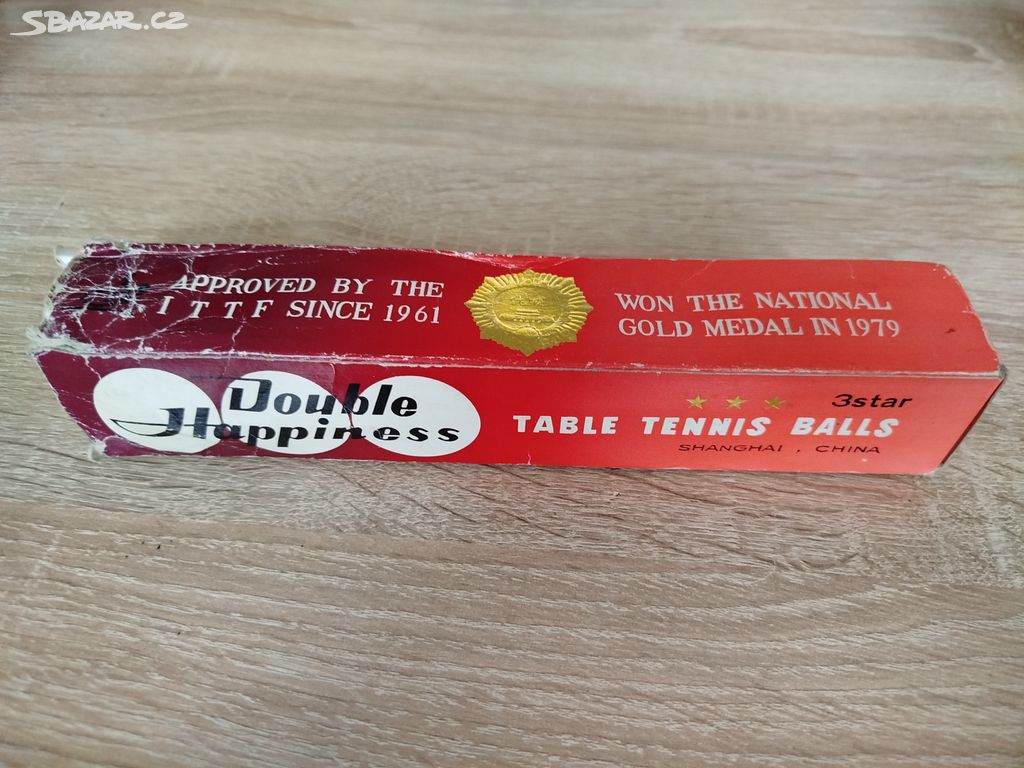 SBAZAR.CZ
APPROVED BY THE
ITTF SINCE 1961
WON THE NATIONAL
GOLD MEDAL IN 1979
Double
Happiness
★ ★ ★ 3star
TABLE TENNIS BALLS
SHANGHAI, CHINA